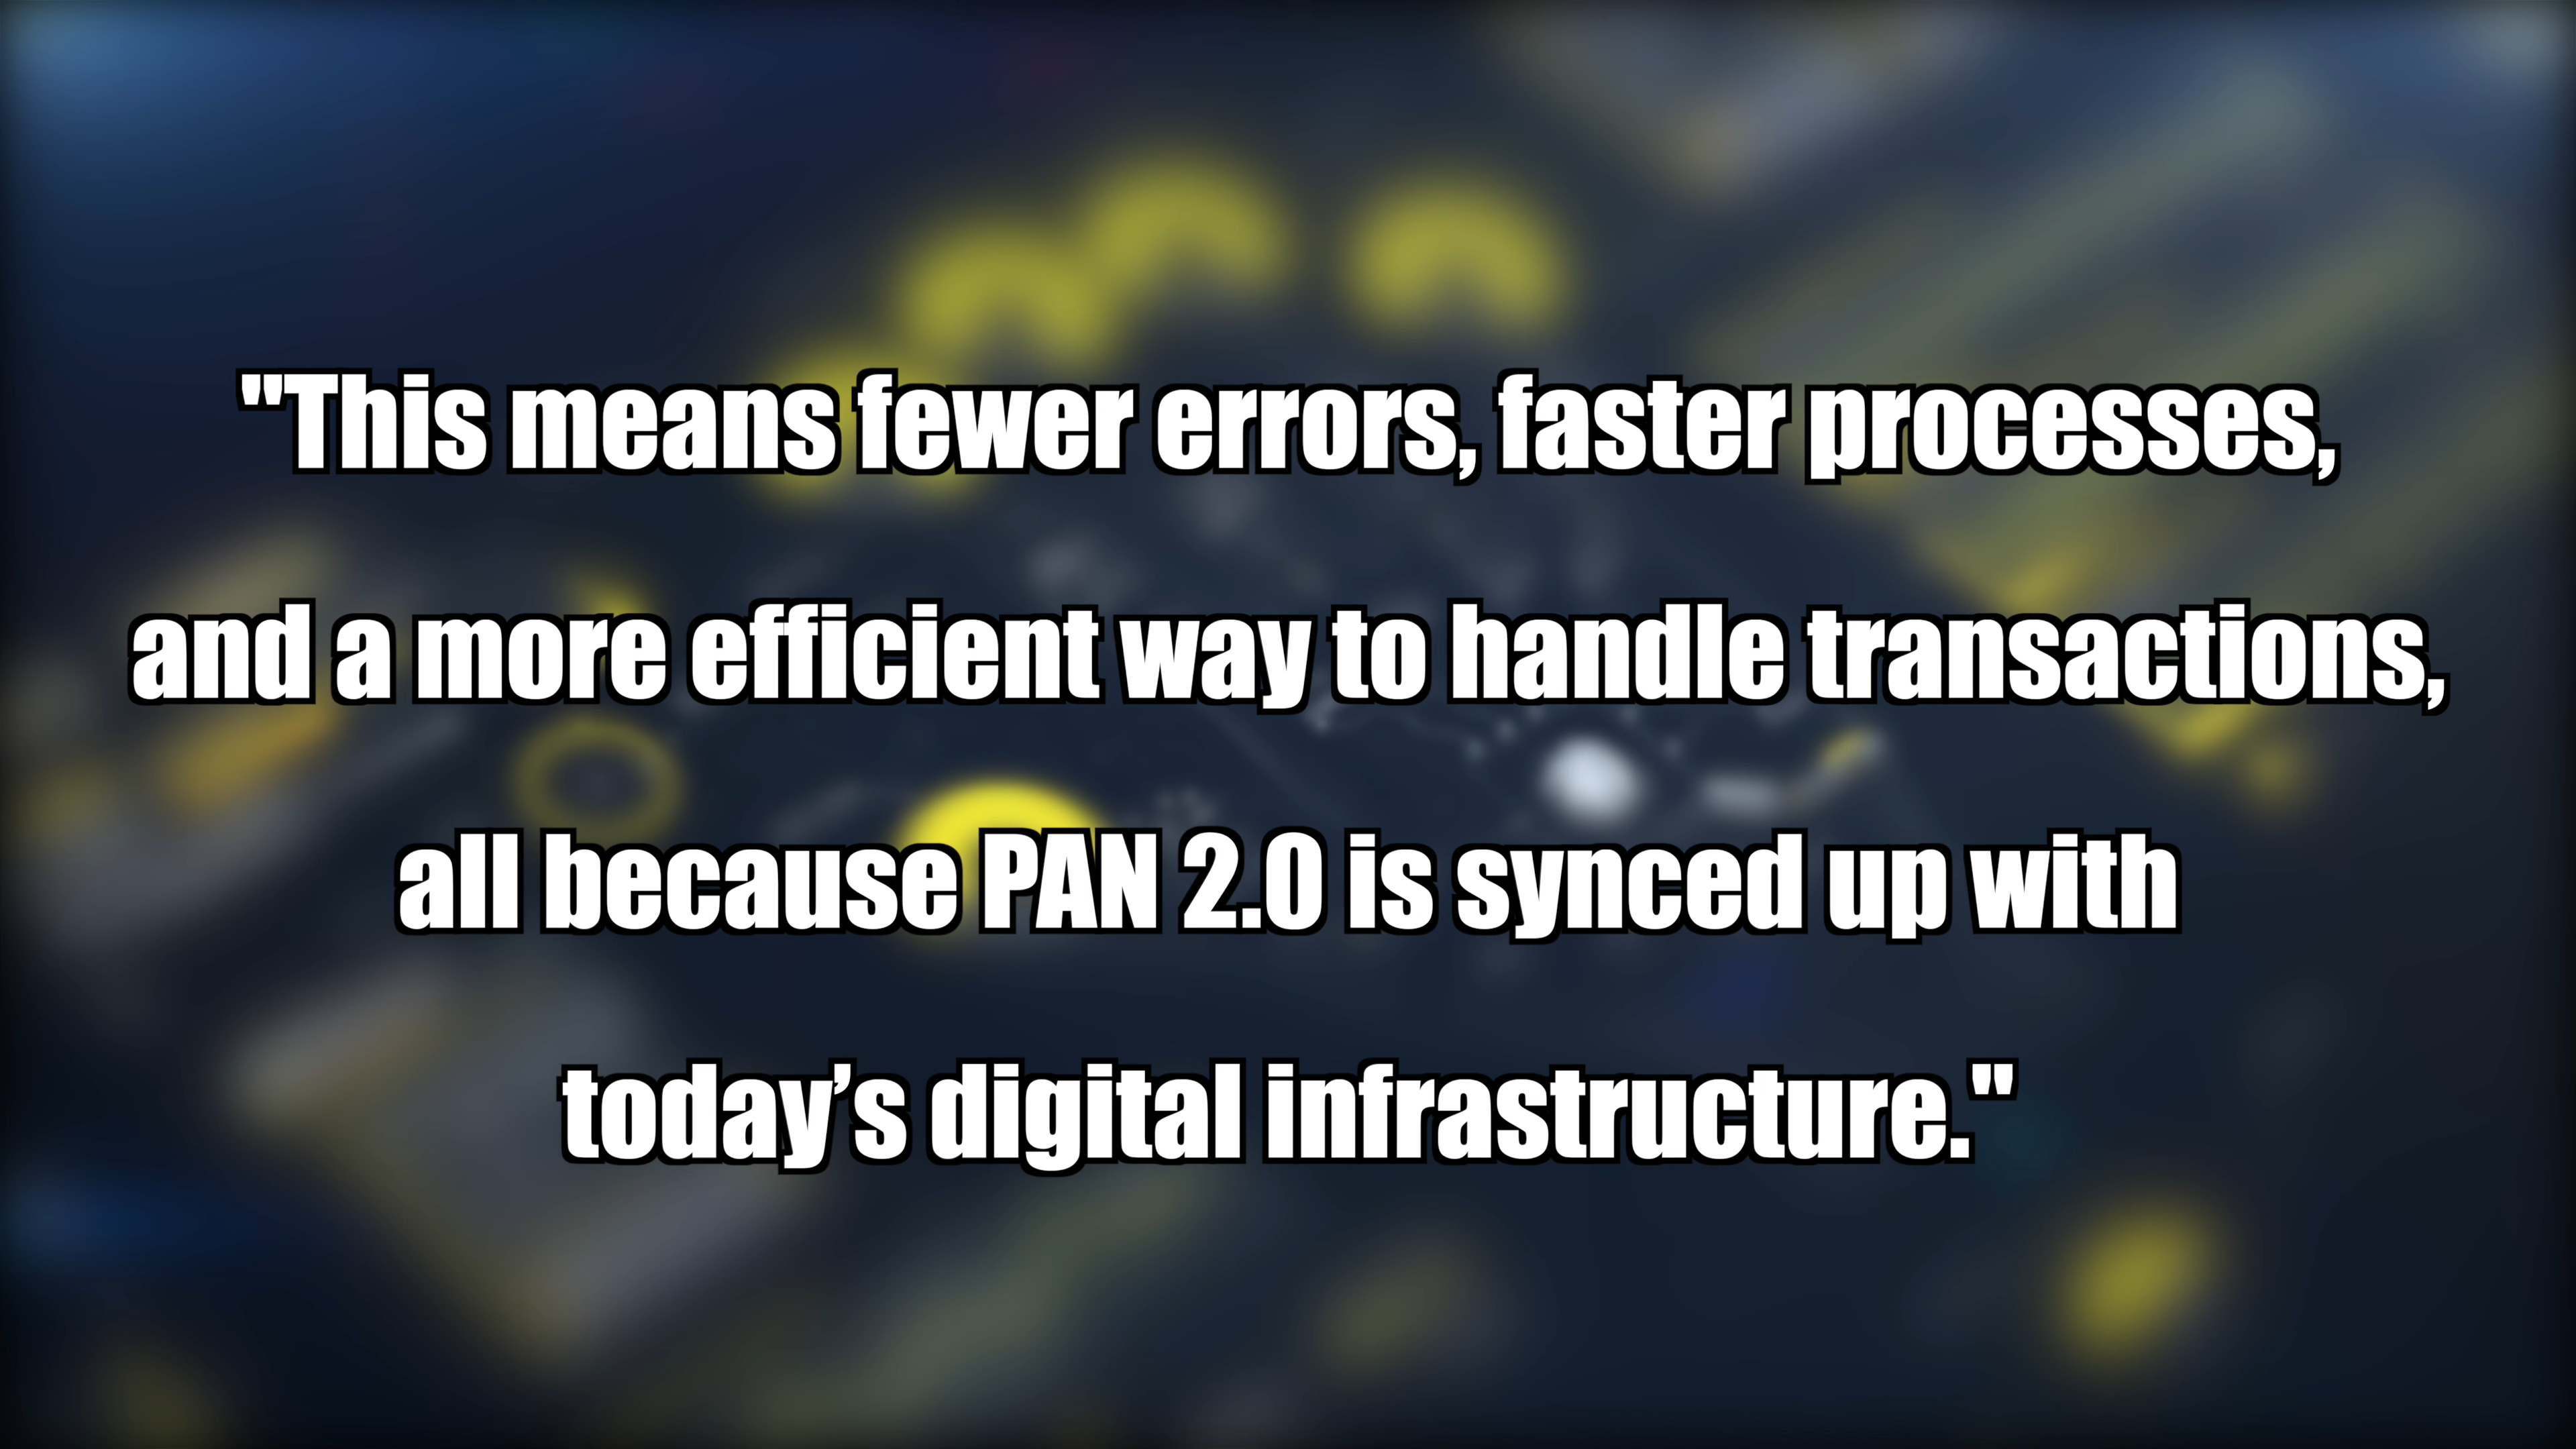 "This means fewer errors, faster processes,
and a more efficient way to handle transactions,
all because PAN 2.0 is synced up with
today’s digital infrastructure."